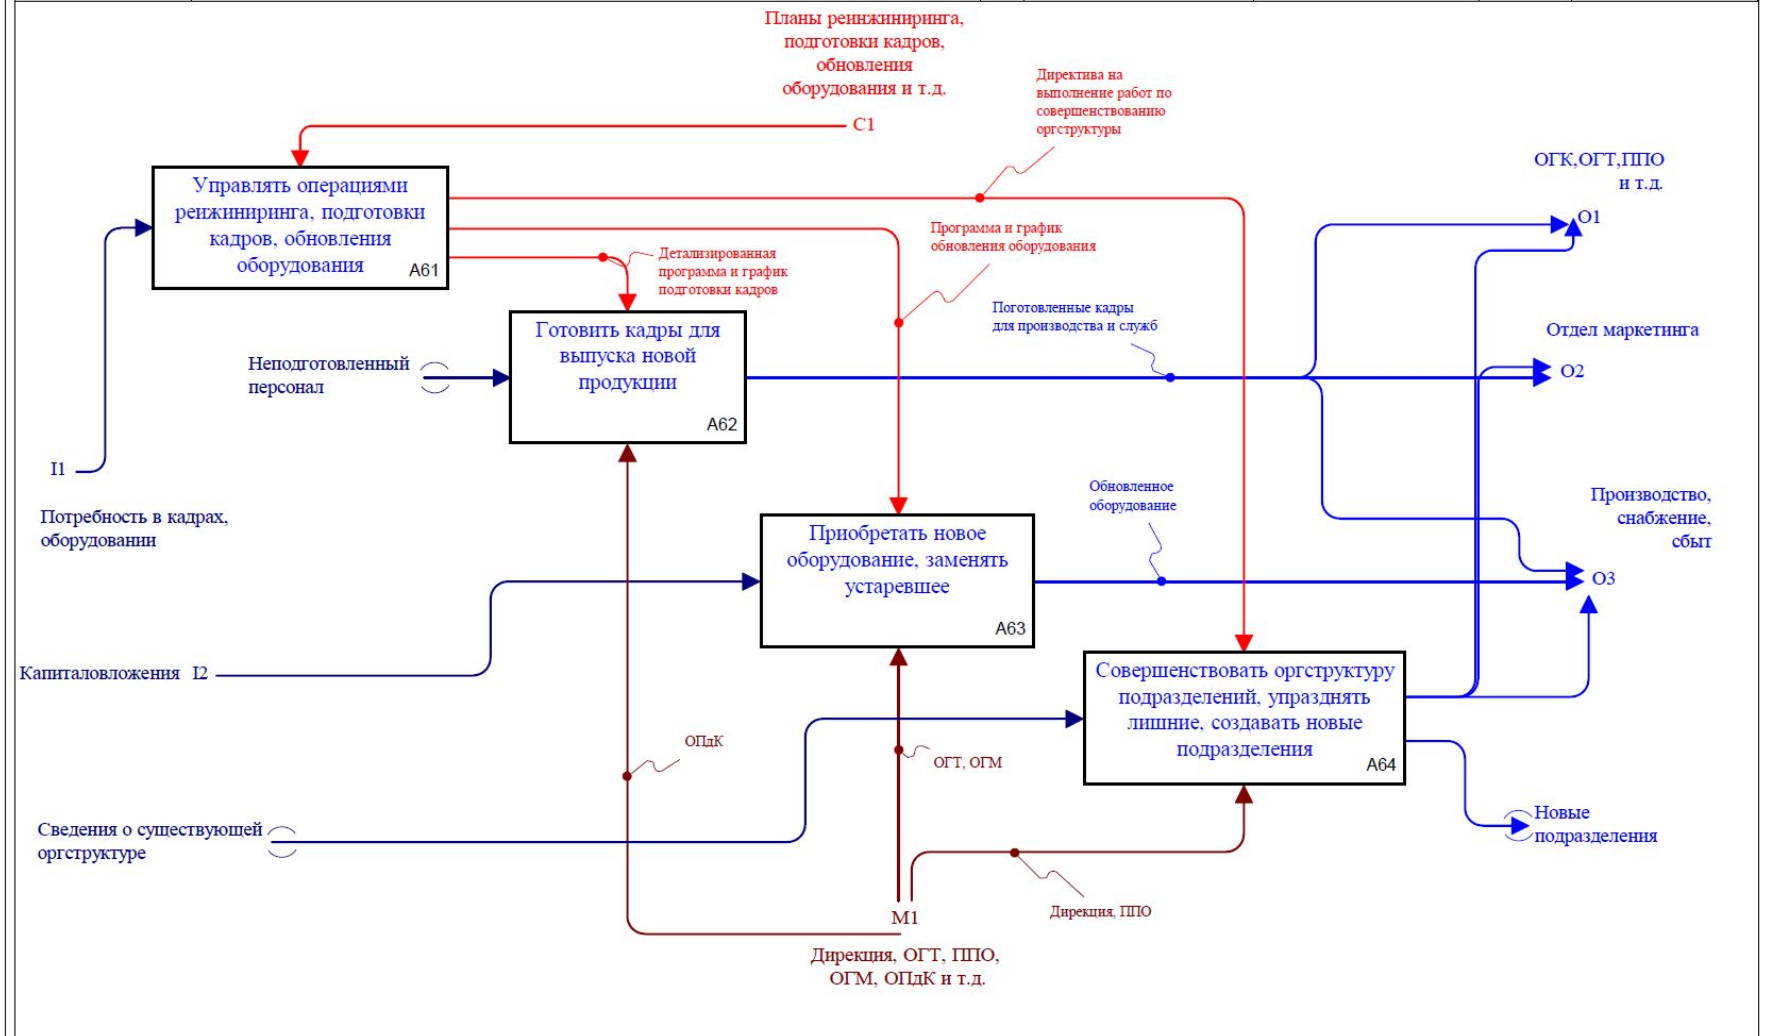 Планы реинжиниринга,
подготовки кадров,
обновления
оборудования и т.д.
C1
Директива на
выполнение работ по
совершенствованию
оргструктуры
ОГК,ОГТ,ППО
и т.д.
O1
Управлять операциями
реижиниринга, подготовки
кадров, обновления
оборудования
A61
Программа и график
обновления оборудования
Детализированная
программа и график
подготовки кадров
Поготовленные кадры
для производства и служб
Отдел маркетинга
O2
Готовить кадры для
выпуска новой
продукции
A62
Неподготовленный
персонал
I1
Потребность в кадрах,
оборудовании
Обновленное
оборудование
Производство,
снабжение,
сбыт
O3
Приобретать новое
оборудование, заменять
устаревшее
A63
Капиталовложения I2
Совершенствовать оргструктуру
подразделений, упразднять
лишние, создавать новые
подразделения
A64
ОПдК
ОГТ, ОГМ
Сведения о существующей
оргструктуре
Новые
подразделения
Дирекция, ППО
M1
Дирекция, ОГТ, ППО,
ОГМ, ОПдК и т.д.